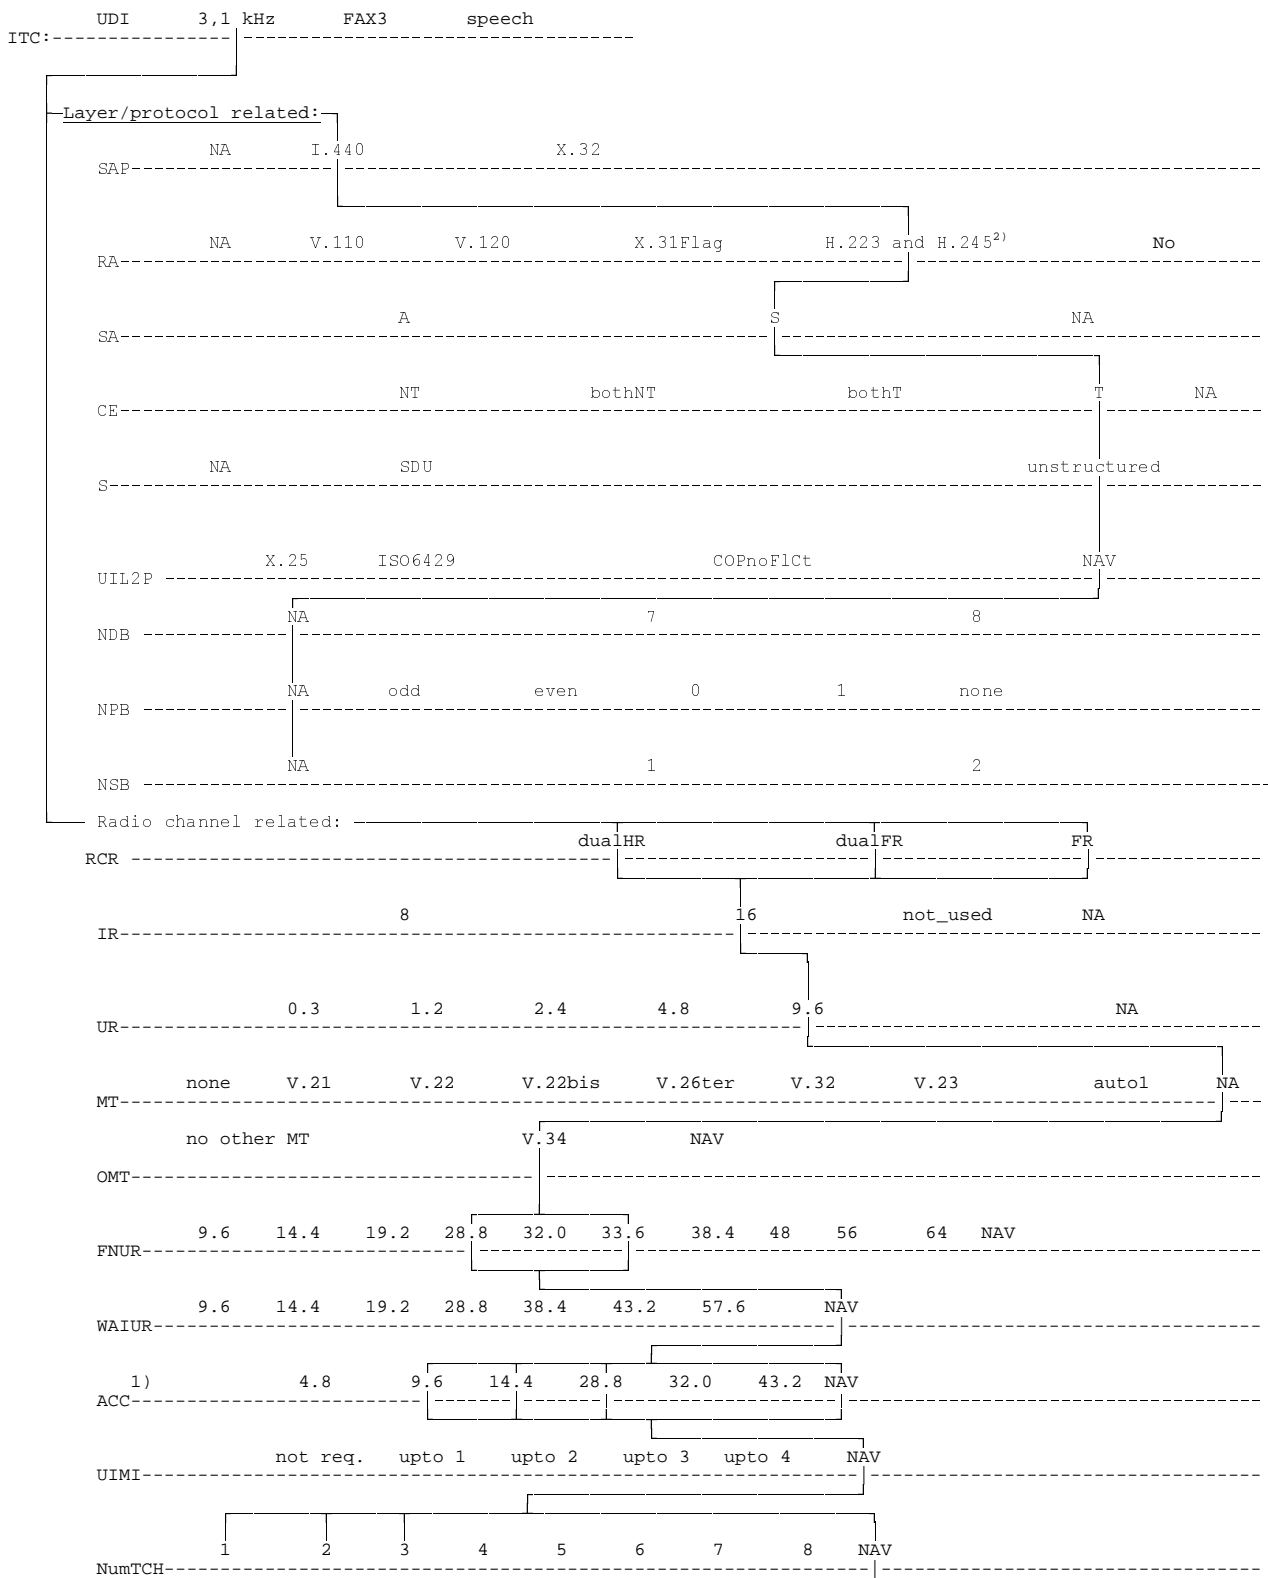 UDI 3,1 kHz FAX3 speech
ITC:
Layer/protocol related:
NA I.440 X.32
SAP
NA V.110 V.120 X.31Flag H.223 and H.245²⁾ No
RA
A S NA
SA
NT bothNT bothT T NA
CE
NA SDU unstructured
S
X.25 ISO6429 COPnoFlCt NAV
UIL2P
NA 7 8
NDB
NA odd even 0 1 none
NPB
NA 1 2
NSB
Radio channel related:
dualHR dualFR FR
RCR
8 16 not_used NA
IR
0.3 1.2 2.4 4.8 9.6 NA
UR
none V.21 V.22 V.22bis V.26ter V.32 V.23 auto1 NA
MT
no other MT V.34 NAV
OMT
9.6 14.4 19.2 28.8 32.0 33.6 38.4 48 56 64 NAV
FNUR
9.6 14.4 19.2 28.8 38.4 43.2 57.6 NAV
WAIUR
1) 4.8 9.6 14.4 28.8 32.0 43.2 NAV
ACC
not req. upto 1 upto 2 upto 3 upto 4 NAV
UIMI
1 2 3 4 5 6 7 8 NAV
NumTCH